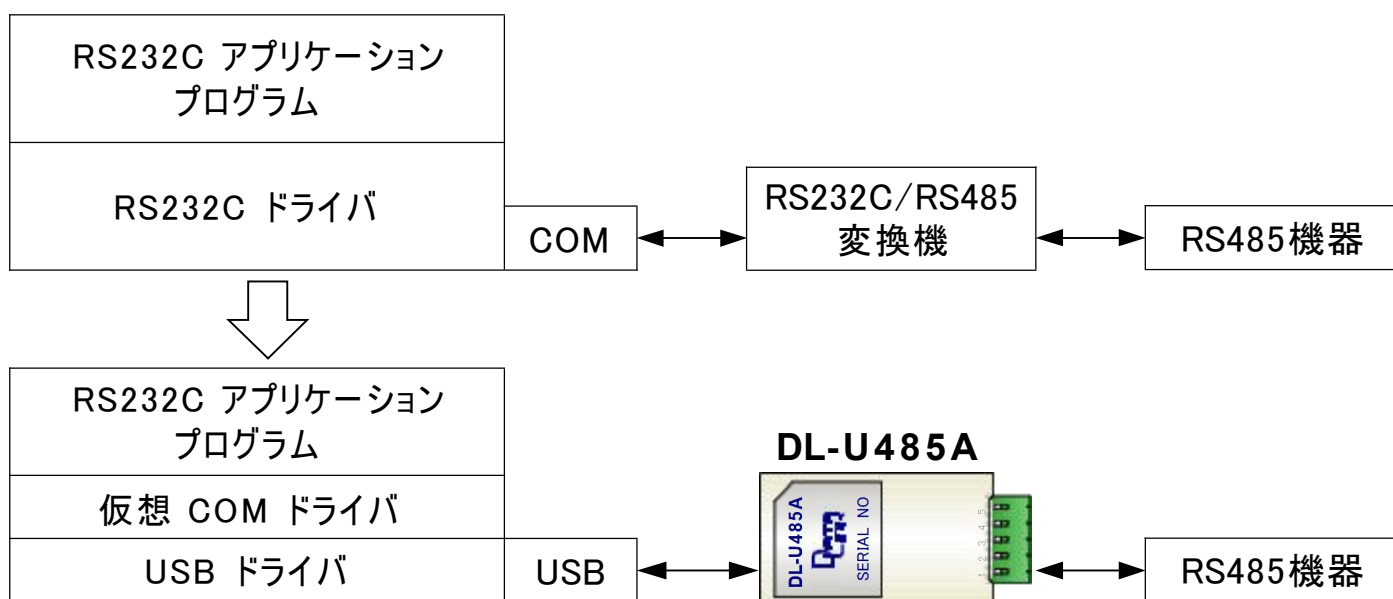 RS232C アプリケーション
プログラム
RS232C ドライバ
COM
RS232C/RS485
変換機
RS485機器
RS232C アプリケーション
プログラム
仮想 COM ドライバ
USB ドライバ
USB
DL-U485A
DL-U485A
SERIAL NO
1 2 3 4 5
RS485機器